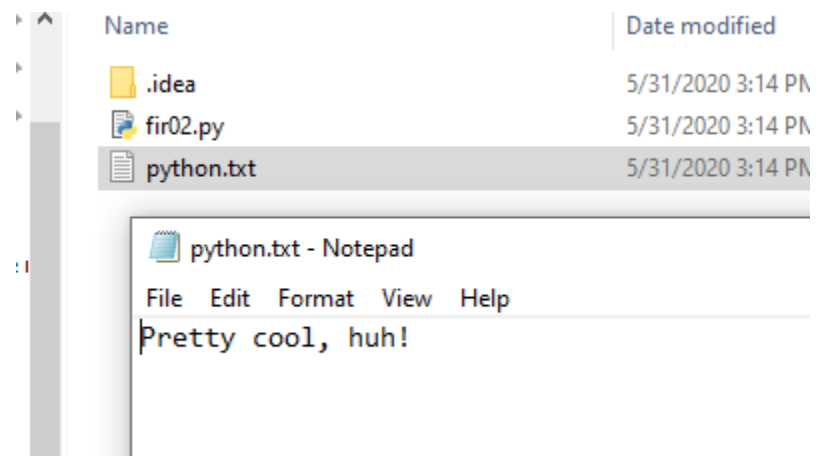 Name Date modified
.idea 5/31/2020 3:14 PM
fir02.py 5/31/2020 3:14 PM
python.txt 5/31/2020 3:14 PM
python.txt - Notepad
File Edit Format View Help
Pretty cool, huh!